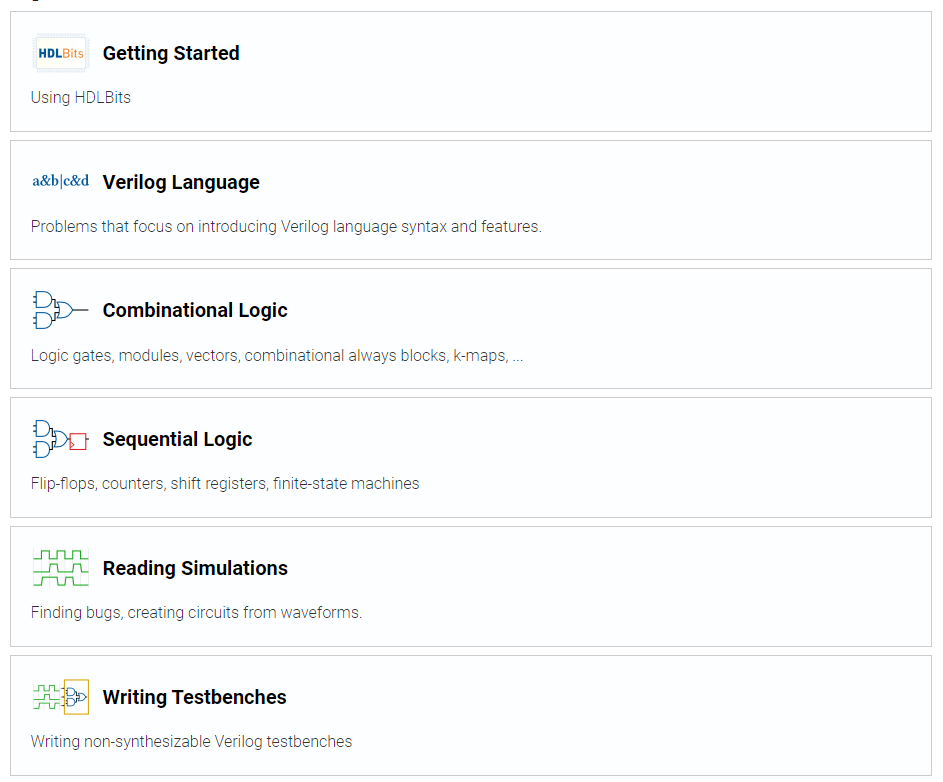 HDLBits Getting Started
Using HDLBits
a&b|c&d Verilog Language
Problems that focus on introducing Verilog language syntax and features.
Combinational Logic
Logic gates, modules, vectors, combinational always blocks, k-maps, ...
Sequential Logic
Flip-flops, counters, shift registers, finite-state machines
Reading Simulations
Finding bugs, creating circuits from waveforms.
Writing Testbenches
Writing non-synthesizable Verilog testbenches